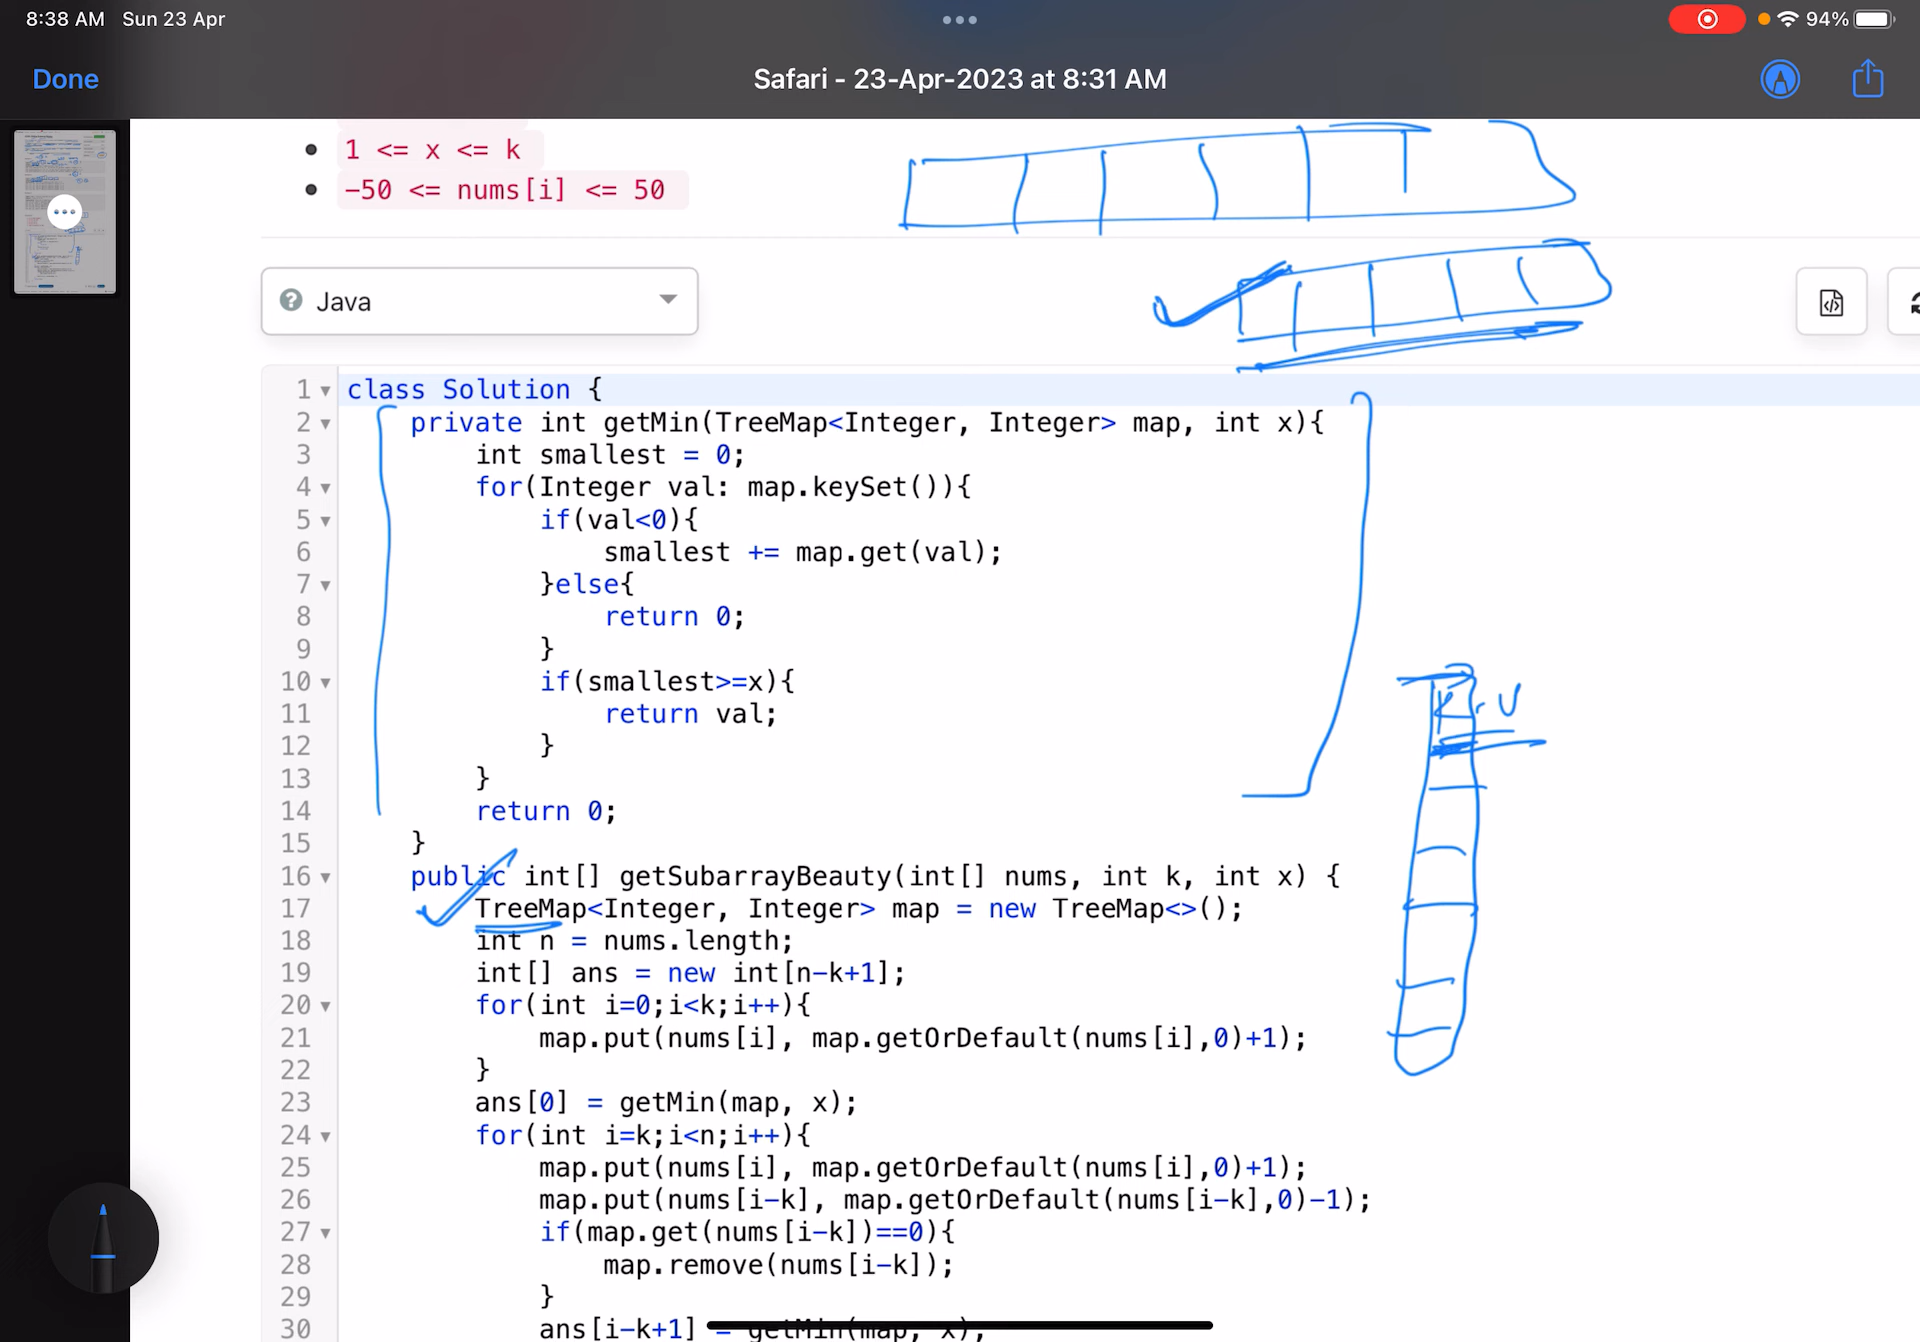 8:38 AM Sun 23 Apr
94%
Done
Safari - 23-Apr-2023 at 8:31 AM
1 <= x <= k
-50 <= nums[i] <= 50
Java
1 class Solution {
2 private int getMin(TreeMap<Integer, Integer> map, int x){
3 int smallest = 0;
4 for(Integer val: map.keySet()){
5 if(val<0){
6 smallest += map.get(val);
7 }else{
8 return 0;
9 }
10 if(smallest>=x){
11 return val;
12 }
13 }
14 return 0;
15 }
16 public int[] getSubarrayBeauty(int[] nums, int k, int x) {
17 TreeMap<Integer, Integer> map = new TreeMap<>();
18 int n = nums.length;
19 int[] ans = new int[n-k+1];
20 for(int i=0;i<k;i++){
21 map.put(nums[i], map.getOrDefault(nums[i],0)+1);
22 }
23 ans[0] = getMin(map, x);
24 for(int i=k;i<n;i++){
25 map.put(nums[i], map.getOrDefault(nums[i],0)+1);
26 map.put(nums[i-k], map.getOrDefault(nums[i-k],0)-1);
27 if(map.get(nums[i-k])==0){
28 map.remove(nums[i-k]);
29 }
30 ans[i-k+1] = getMin(map, x);
K, V